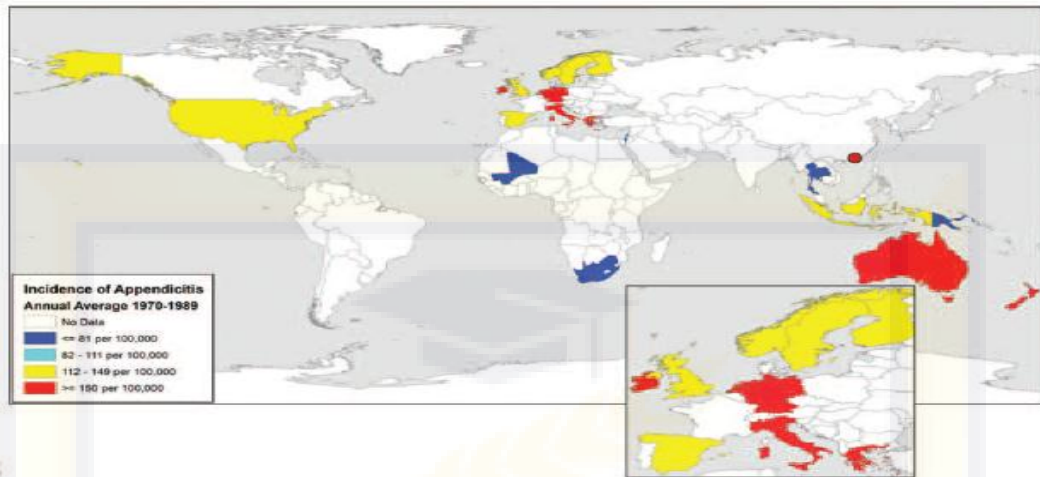 Incidence of Appendicitis
Annual Average 1970-1989
No Data
<= 81 per 100,000
82 - 111 per 100,000
112 - 149 per 100,000
>= 150 per 100,000